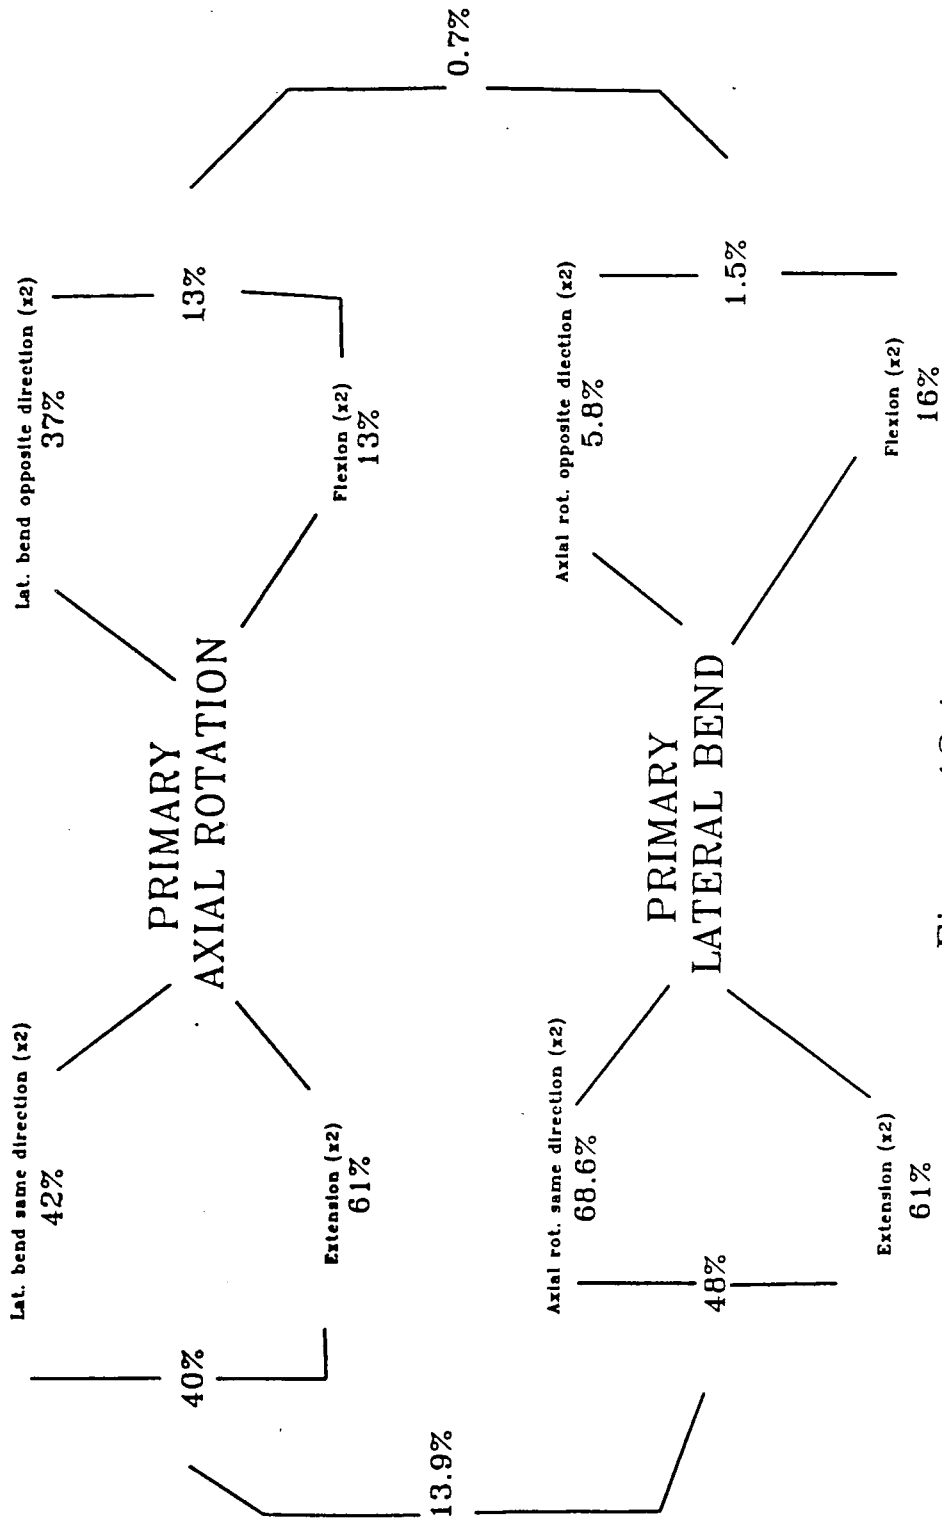 Lat. bend same direction (x2)
42%
Lat. bend opposite direction (x2)
37%
PRIMARY
AXIAL ROTATION
40%
13%
Extension (x2)
61%
Flexion (x2)
13%
13.9%
0.7%
Axial rot. same direction (x2)
68.6%
Axial rot. opposite diection (x2)
5.8%
PRIMARY
LATERAL BEND
48%
1.5%
Extension (x2)
61%
Flexion (x2)
16%